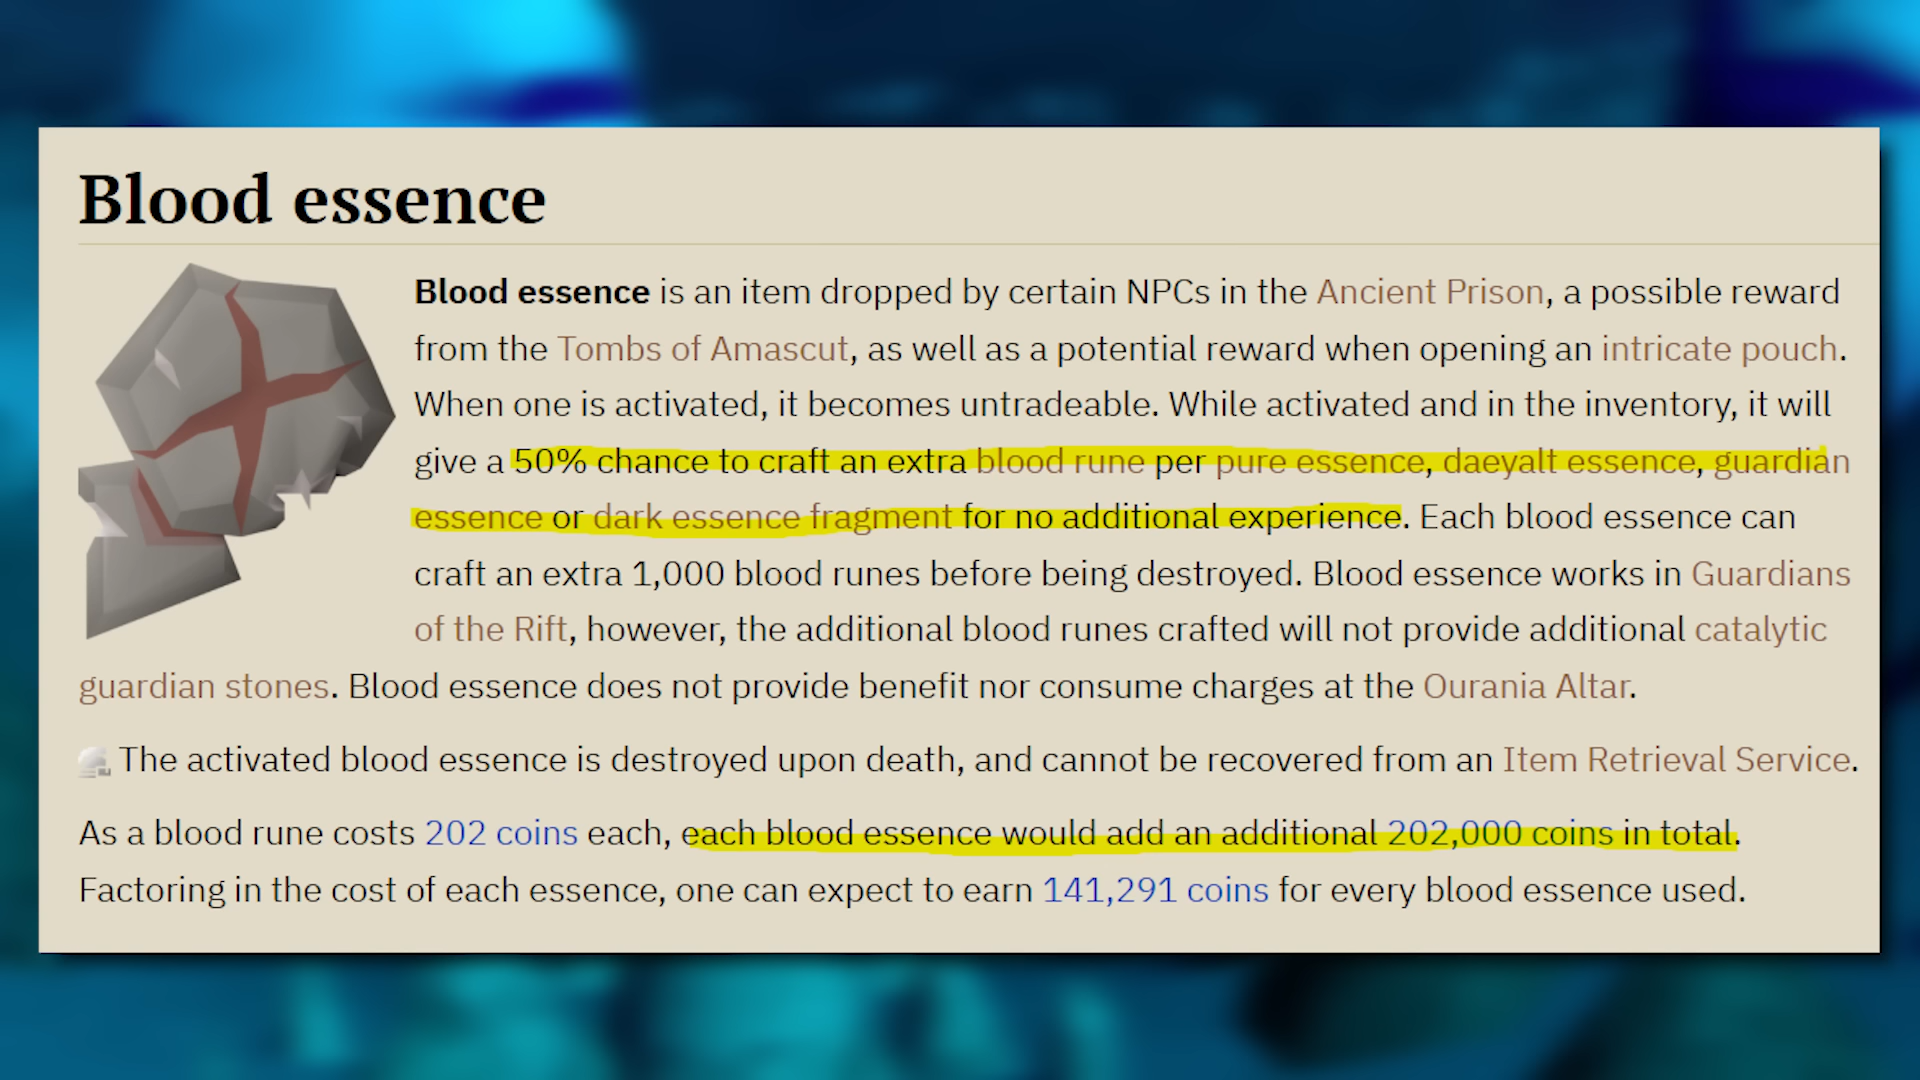 Blood essence
Blood essence is an item dropped by certain NPCs in the Ancient Prison, a possible reward
from the Tombs of Amascut, as well as a potential reward when opening an intricate pouch.
When one is activated, it becomes untradeable. While activated and in the inventory, it will
give a 50% chance to craft an extra blood rune per pure essence, daeyalt essence, guardian
essence or dark essence fragment for no additional experience. Each blood essence can
craft an extra 1,000 blood runes before being destroyed. Blood essence works in Guardians
of the Rift, however, the additional blood runes crafted will not provide additional catalytic
guardian stones. Blood essence does not provide benefit nor consume charges at the Ourania Altar.
The activated blood essence is destroyed upon death, and cannot be recovered from an Item Retrieval Service.
As a blood rune costs 202 coins each, each blood essence would add an additional 202,000 coins in total.
Factoring in the cost of each essence, one can expect to earn 141,291 coins for every blood essence used.